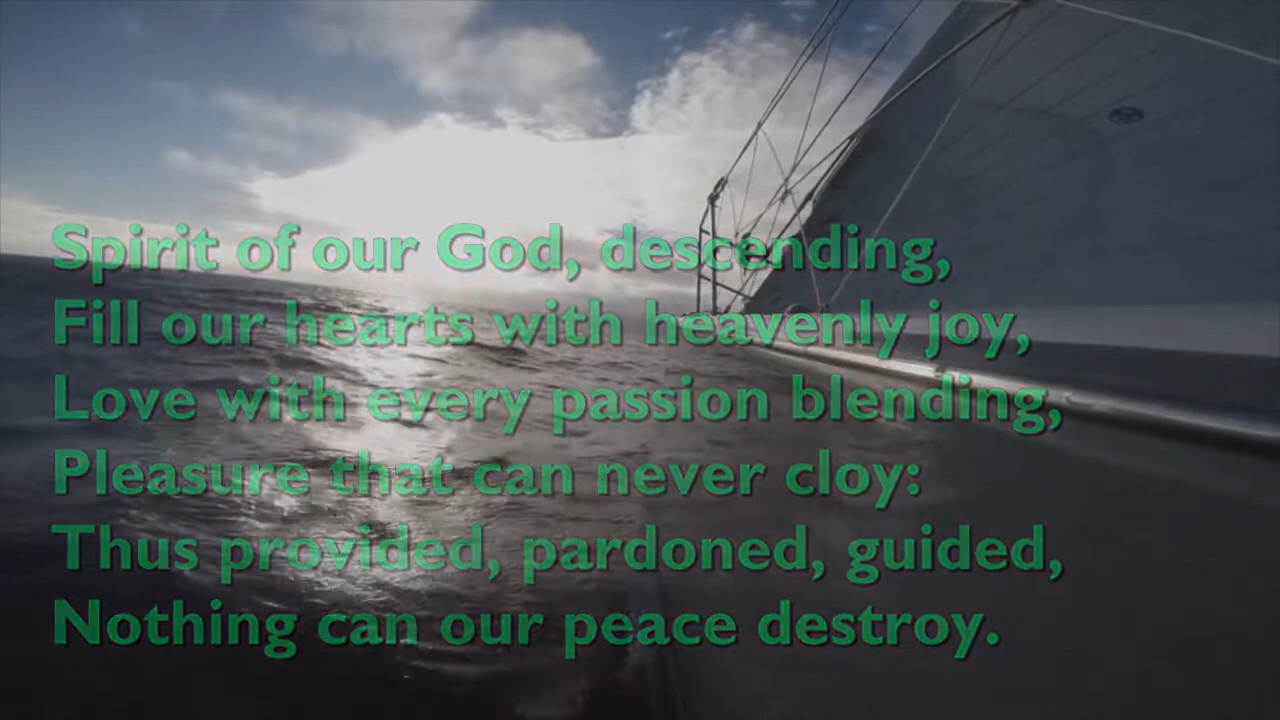 Spirit of our God, descending,
Fill our hearts with heavenly joy,
Love with every passion blending,
Pleasure that can never cloy:
Thus provided, pardoned, guided,
Nothing can our peace destroy.